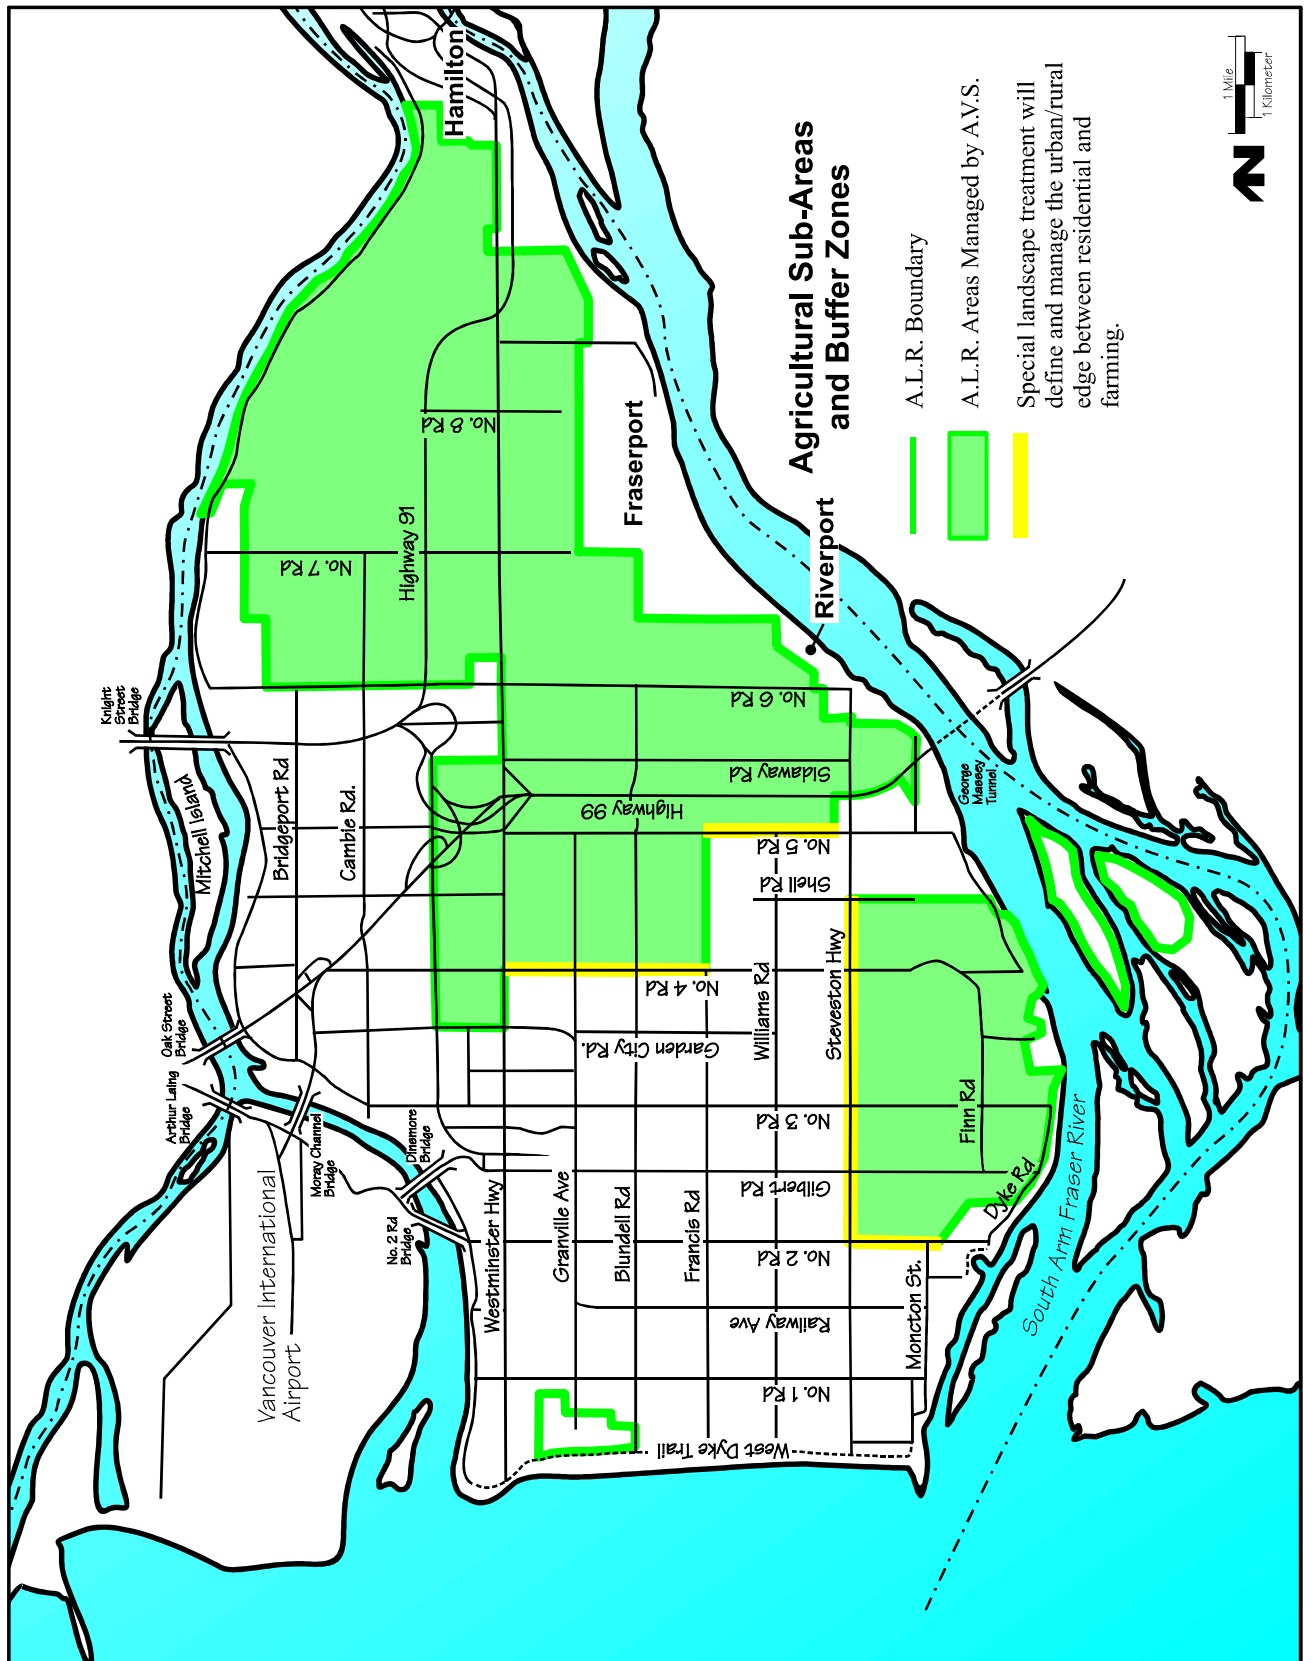 Agricultural Sub-Areas
and Buffer Zones
A.L.R. Boundary
A.L.R. Areas Managed by A.V.S.
Special landscape treatment will
define and manage the urban/rural
edge between residential and
farming.
1 Mile
1 Kilometer
N
Hamilton
Fraserport
Riverport
Knight
Street
Bridge
Mitchell Island
Oak Street
Bridge
Arthur Laing
Bridge
Moray Channel
Bridge
Dinsmore
Bridge
No. 2 Rd
Bridge
Vancouver International
Airport
George
Massey
Tunnel
South Arm Fraser River
Bridgeport Rd
Cambie Rd.
Highway 91
Westminster Hwy
Granville Ave
Blundell Rd
Francis Rd
Williams Rd
Steveston Hwy
Moncton St.
Finn Rd
Dyke Rd
No. 8 Rd
No. 7 Rd
No. 6 Rd
Sidaway Rd
Highway 99
No. 5 Rd
Shell Rd
No. 4 Rd
Garden City Rd.
No. 3 Rd
Gilbert Rd
No. 2 Rd
Railway Ave
No. 1 Rd
West Dyke Trail